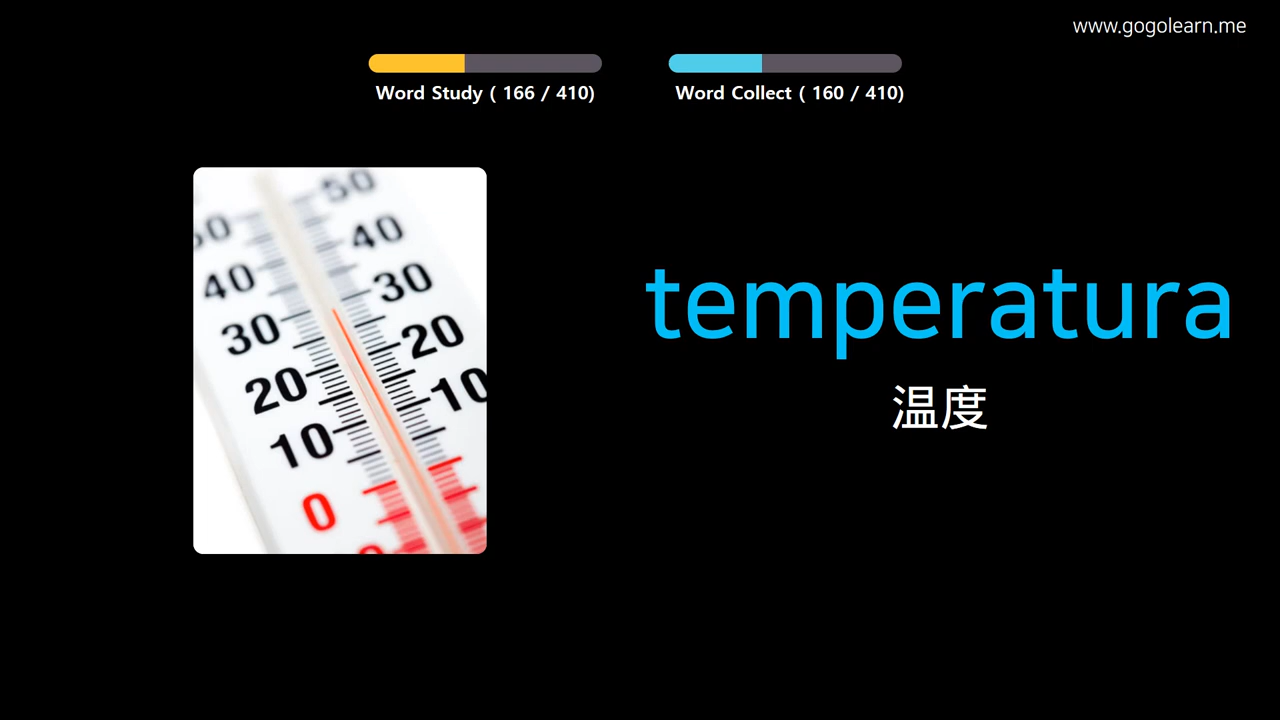 www.gogolearn.me
Word Study ( 166 / 410)
Word Collect ( 160 / 410)
50
50 40
40 30
30 20
20 10
10
0
temperatura
温度